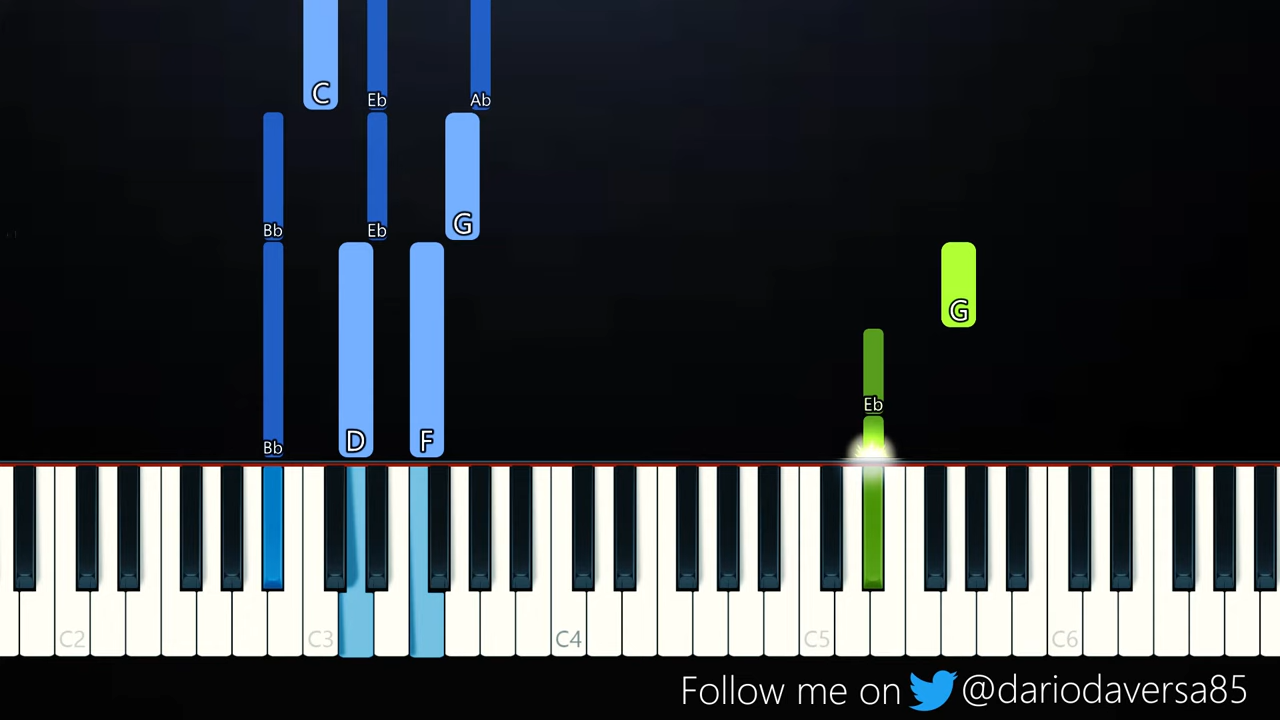 C Eb Ab
Bb Eb G
G
Eb
Bb D F
C2 C3 C4 C5 C6
Follow me on @dariodaversa85